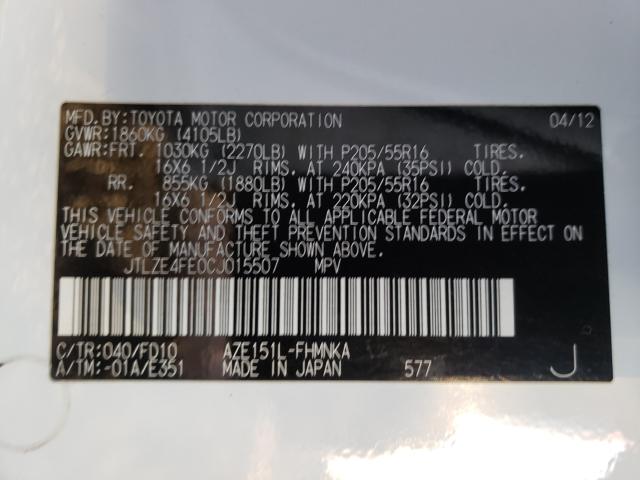 MFD.BY:TOYOTA MOTOR CORPORATION 04/12
GVWR:1860KG (4105LB)
GAWR:FRT. 1030KG (2270LB) WITH P205/55R16 TIRES.
16X6 1/2J RIMS. AT 240KPA (35PSI) COLD.
RR. 855KG (1880LB) WITH P205/55R16 TIRES.
16X6 1/2J RIMS. AT 220KPA (32PSI) COLD.
THIS VEHICLE CONFORMS TO ALL APPLICABLE FEDERAL MOTOR
VEHICLE SAFETY AND THEFT PREVENTION STANDARDS IN EFFECT ON
THE DATE OF MANUFACTURE SHOWN ABOVE.
JTLZE4FE0CJ015507 MPV
C/TR:040/FD10 AZE151L-FHMNKA
A/TM:-01A/E351 MADE IN JAPAN 577 J